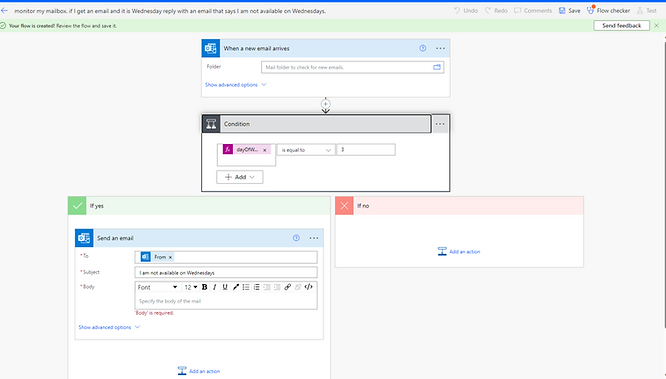 monitor my mailbox. if I get an email and it is Wednesday reply with an email that says I am not available on Wednesdays.
Undo Redo Comments Save Flow checker Test
Your flow is created! Review the flow and save it.
Send feedback
When a new email arrives
Folder Mail folder to check for new emails.
Show advanced options
Condition
fx dayOfW... × is equal to 3
+ Add
If yes
If no
Send an email
Add an action
* To From ×
* Subject I am not available on Wednesdays
* Body Font 12 B I U </>
Specify the body of the mail
'Body' is required.
Show advanced options
Add an action